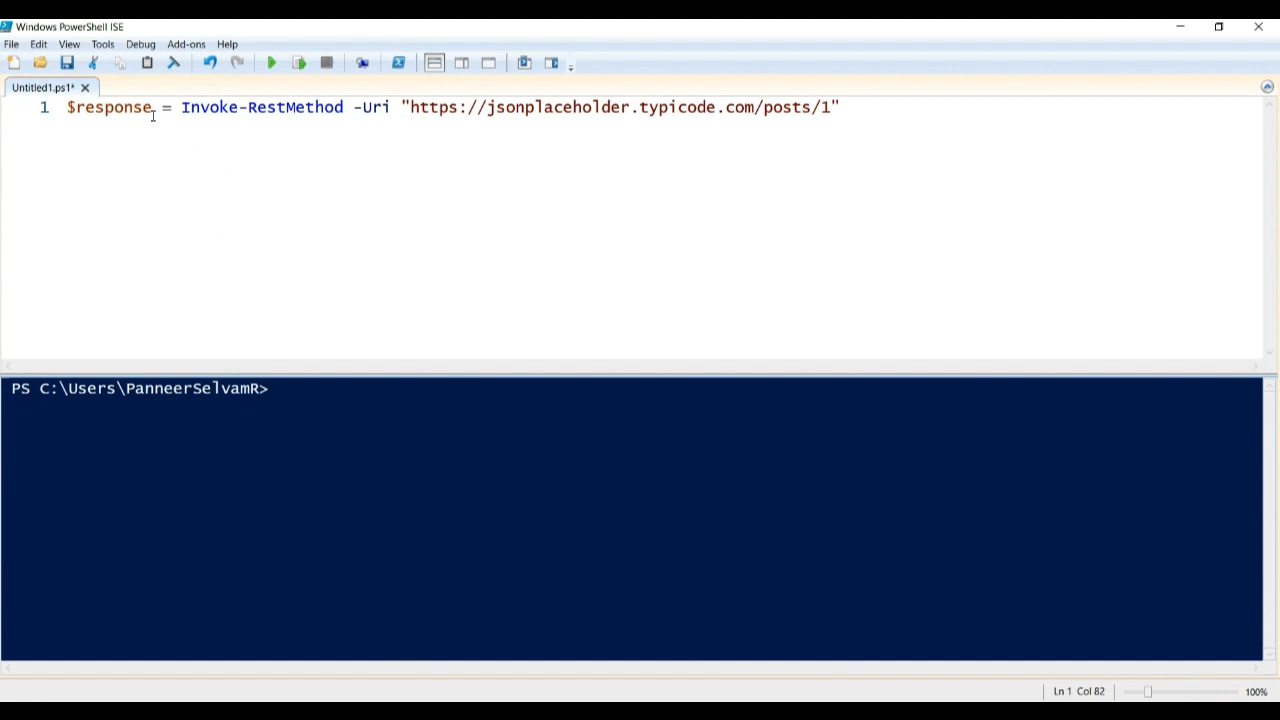 Windows PowerShell ISE
File Edit View Tools Debug Add-ons Help
Untitled1.ps1*
1 $response = Invoke-RestMethod -Uri "https://jsonplaceholder.typicode.com/posts/1"
PS C:\Users\PanneerSelvamR>
Ln 1 Col 82 100%